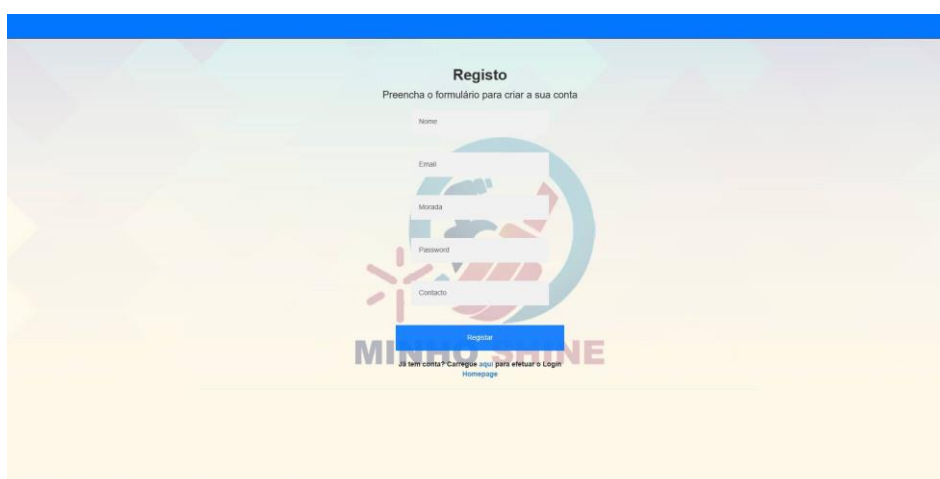 Registo
Preencha o formulário para criar a sua conta
Nome
Email
Morada
Password
Contacto
Registar
MINHO SHINE
Já tem conta? Carregue aqui para efetuar o Login
Homepage